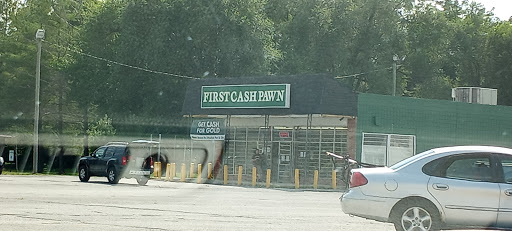 FIRST CASH PAWN
GET CASH
FOR GOLD